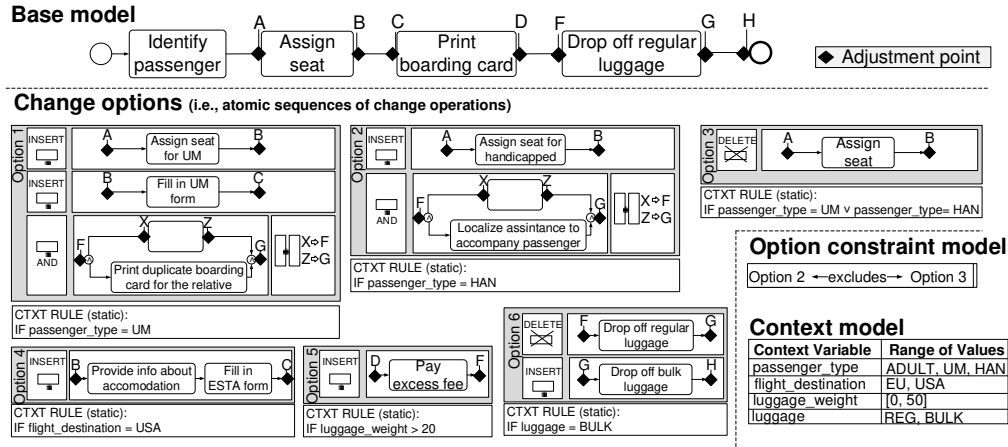 Base model
A B C D F G H
Identify
passenger
Assign
seat
Print
boarding card
Drop off regular
luggage
Adjustment point
Change options (i.e., atomic sequences of change operations)
Option 1
INSERT
A
Assign seat
for UM
B
INSERT
B
Fill in UM
form
C
AND
F
X
Z
G
Print duplicate boarding
card for the relative
X⇨F
Z⇨G
CTXT RULE (static):
IF passenger_type = UM
Option 2
INSERT
A
Assign seat for
handicapped
B
AND
F
X
Z
G
Localize assintance to
accompany passenger
X⇨F
Z⇨G
CTXT RULE (static):
IF passenger_type = HAN
Option 3
DELETE
A
Assign
seat
B
CTXT RULE (static):
IF passenger_type = UM ∨ passenger_type= HAN
Option 4
INSERT
B
Provide info about
accomodation
Fill in
ESTA form
C
CTXT RULE (static):
IF flight_destination = USA
Option 5
INSERT
D
Pay
excess fee
F
CTXT RULE (static):
IF luggage_weight > 20
Option 6
DELETE
F
Drop off regular
luggage
G
INSERT
G
Drop off bulk
luggage
H
CTXT RULE (static):
IF luggage = BULK
Option constraint model
Option 2 excludes Option 3
Context model
Context Variable Range of Values
passenger_type ADULT, UM, HAN
flight_destination EU, USA
luggage_weight [0, 50]
luggage REG, BULK